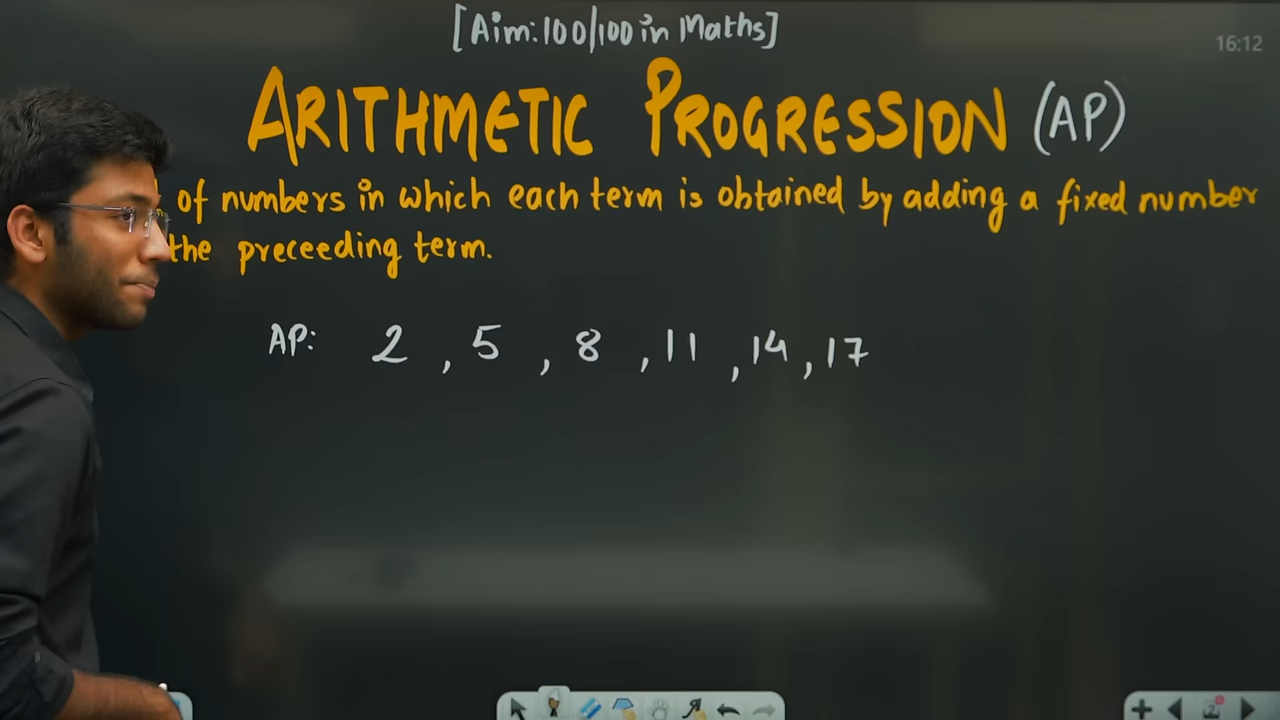 [Aim:100/100 in Maths]
16:12
ARITHMETIC PROGRESSION (AP)
of numbers in which each term is obtained by adding a fixed number
the preceeding term.
AP: 2 , 5 , 8 , 11 , 14 , 17
2